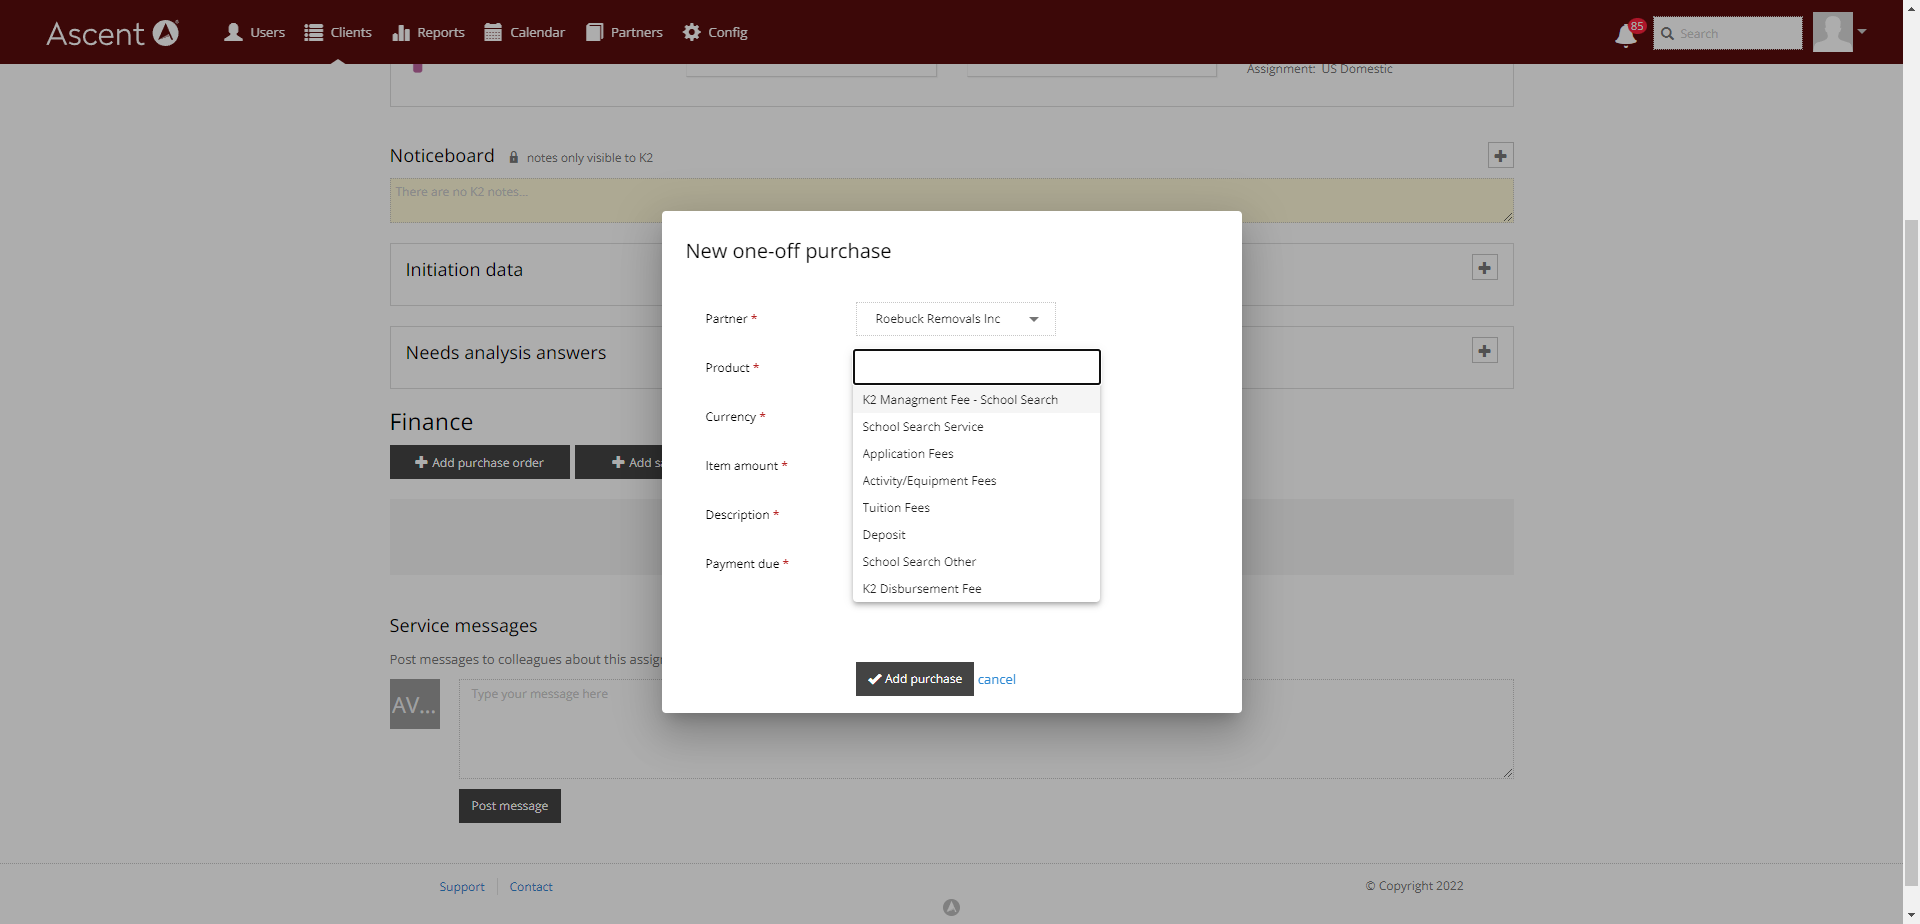 Ascent
Users
Clients
Reports
Calendar
Partners
Config
85
Search
Assignment: US Domestic
Noticeboard
notes only visible to K2
There are no K2 notes...
New one-off purchase
Initiation data
Partner *
Roebuck Removals Inc
Needs analysis answers
Product *
K2 Managment Fee - School Search
Currency *
School Search Service
Finance
Application Fees
Add purchase order
Add sa
Item amount *
Activity/Equipment Fees
Tuition Fees
Description *
Deposit
Payment due *
School Search Other
K2 Disbursement Fee
Service messages
Post messages to colleagues about this assig
Add purchase
cancel
AV...
Type your message here
Post message
Support
Contact
© Copyright 2022